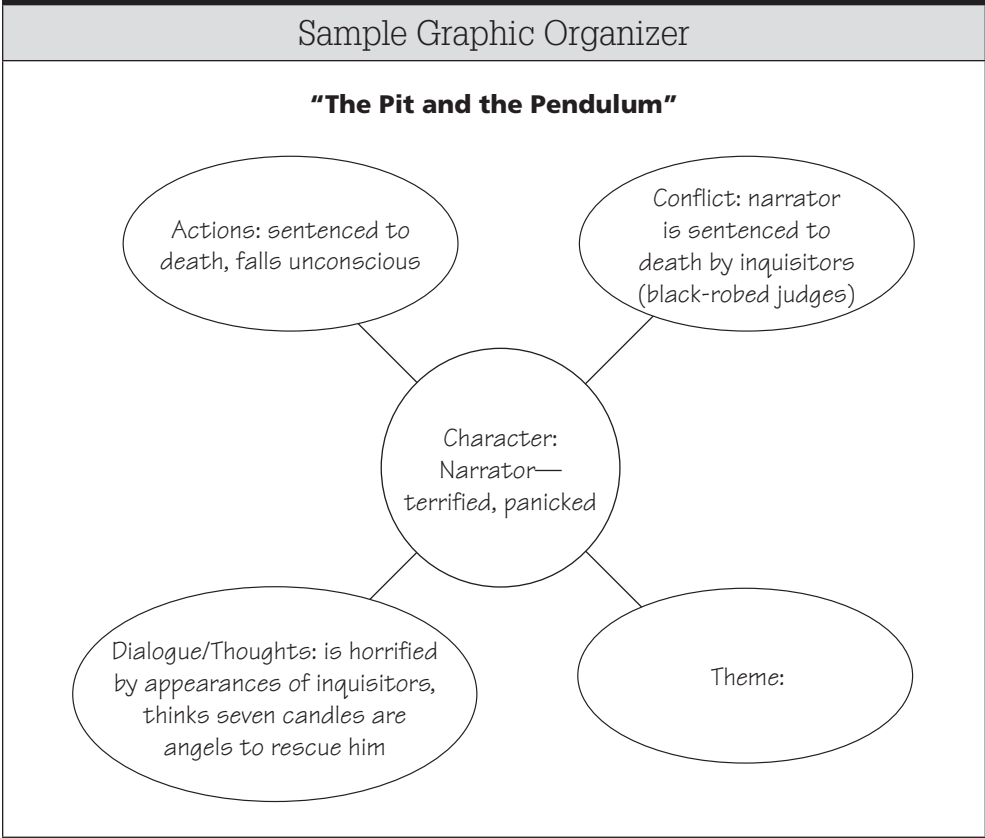 Sample Graphic Organizer
“The Pit and the Pendulum”
Actions: sentenced to
death, falls unconscious
Conflict: narrator
is sentenced to
death by inquisitors
(black-robed judges)
Character:
Narrator—
terrified, panicked
Dialogue/Thoughts: is horrified
by appearances of inquisitors,
thinks seven candles are
angels to rescue him
Theme: